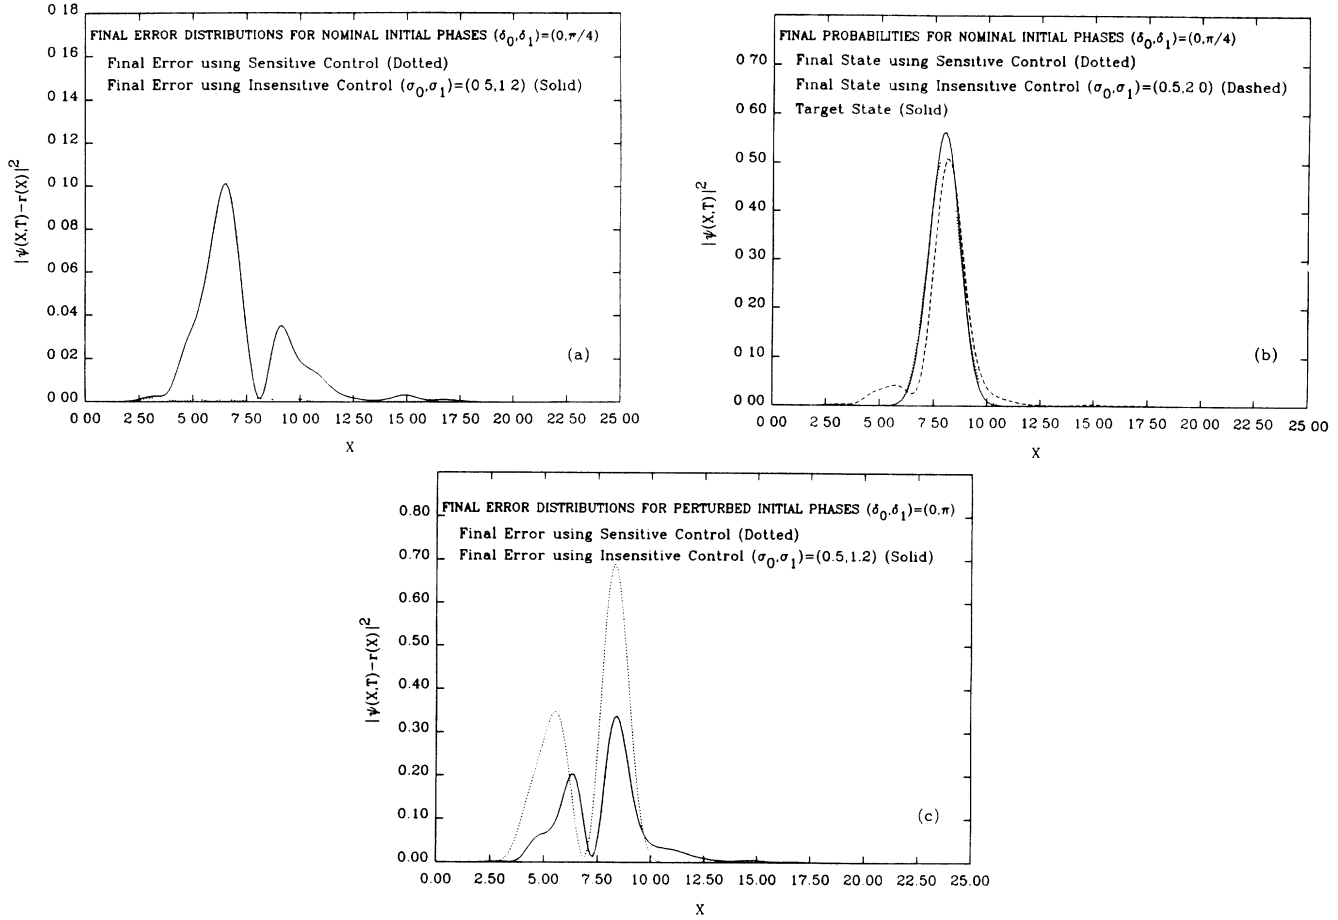 0 18
0 16
0 14
0 12
0 10
0 08
0 06
0 04
0 02
0 00
|ψ(X,T)−r(X)|²
FINAL ERROR DISTRIBUTIONS FOR NOMINAL INITIAL PHASES (δ₀,δ₁)=(0,π/4)
Final Error using Sensitive Control (Dotted)
Final Error using Insensitive Control (σ₀,σ₁)=(0 5,1 2) (Solid)
(a)
0 00 2 50 5 00 7 50 10 00 12 50 15 00 17 50 20 00 22 50 25 00
X
0 70
0 60
0 50
0 40
0 30
0 20
0 10
0 00
|ψ(X,T)|²
FINAL PROBABILITIES FOR NOMINAL INITIAL PHASES (δ₀,δ₁)=(0,π/4)
Final State using Sensitive Control (Dotted)
Final State using Insensitive Control (σ₀,σ₁)=(0.5,2 0) (Dashed)
Target State (Solid)
(b)
0 00 2 50 5 00 7 50 10 00 12 50 15 00 17 50 20 00 22 50 25 00
X
0.80
0.70
0.60
0.50
0.40
0.30
0.20
0.10
0.00
|ψ(X,T)−r(X)|²
FINAL ERROR DISTRIBUTIONS FOR PERTURBED INITIAL PHASES (δ₀,δ₁)=(0,π)
Final Error using Sensitive Control (Dotted)
Final Error using Insensitive Control (σ₀,σ₁)=(0.5,1.2) (Solid)
(c)
0.00 2.50 5.00 7.50 10 00 12.50 15.00 17.50 20.00 22.50 25.00
X